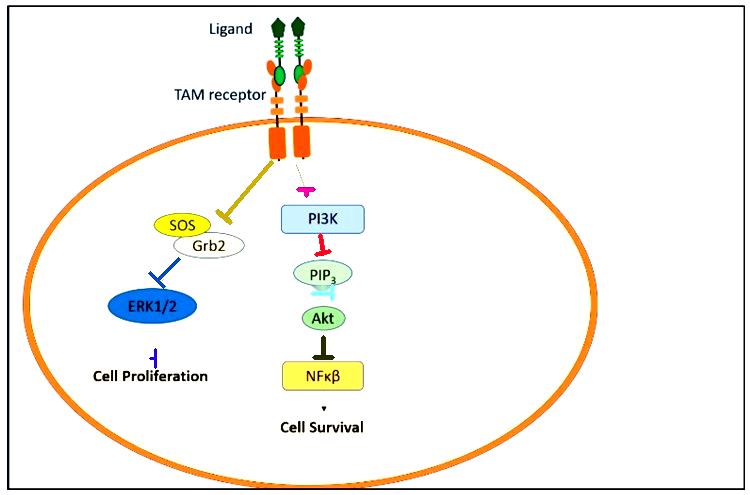 Ligand
TAM receptor
SOS
Grb2
ERK1/2
Cell Proliferation
PI3K
PIP3
Akt
NFκβ
Cell Survival